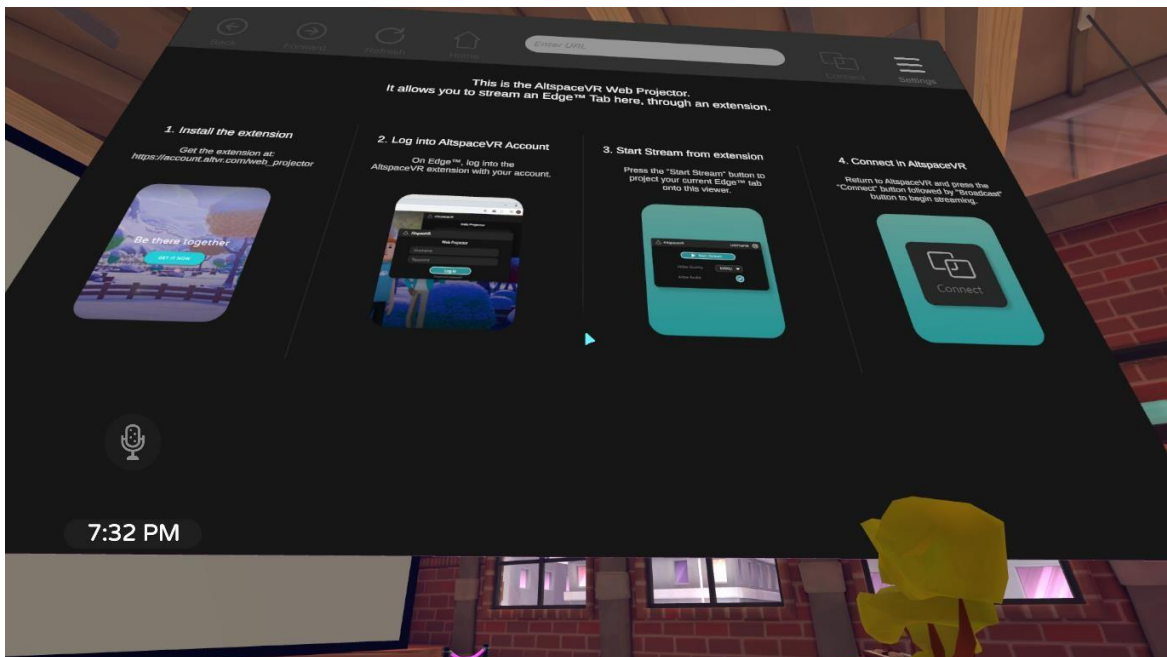 Back
Forward
Refresh
Home
Enter URL
Connect
Settings
This is the AltspaceVR Web Projector.
It allows you to stream an Edge™ Tab here, through an extension.
1. Install the extension
Get the extension at:
https://account.altvr.com/web_projector
Be there together
GET IT NOW
2. Log into AltspaceVR Account
On Edge™, log into the
AltspaceVR extension with your account.
Web Projector
AltspaceVR
Web Projector
Log In
3. Start Stream from extension
Press the "Start Stream" button to
project your current Edge™ tab
onto this viewer.
AltspaceVR
Start Stream
4. Connect in AltspaceVR
Return to AltspaceVR and press the
"Connect" button followed by "Broadcast"
button to begin streaming.
Connect
7:32 PM